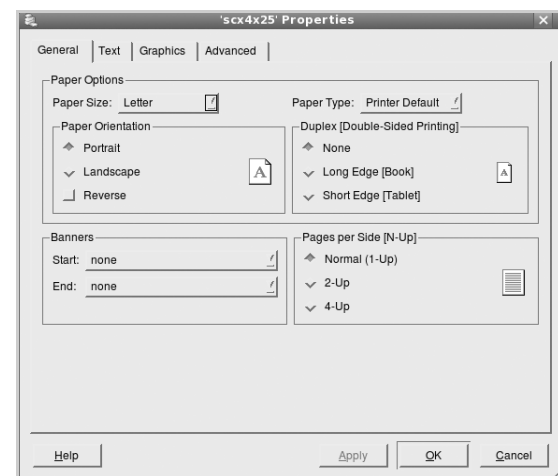 'scx4x25' Properties
General Text Graphics Advanced
Paper Options
Paper Size: Letter Paper Type: Printer Default
Paper Orientation
Portrait
Landscape
Reverse
A
Duplex [Double-Sided Printing]
None
Long Edge [Book]
Short Edge [Tablet]
A
Banners
Start: none
End: none
Pages per Side [N-Up]
Normal (1-Up)
2-Up
4-Up
Help Apply OK Cancel